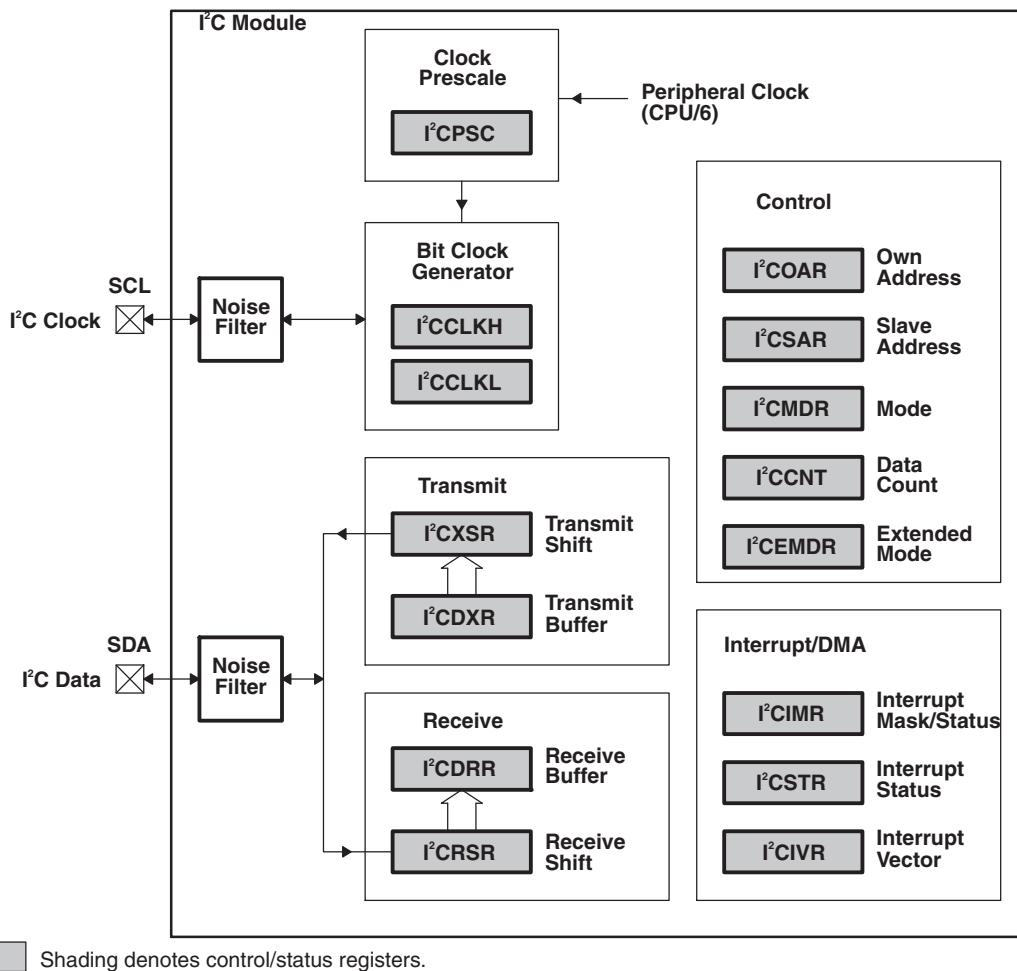 I²C Module
Clock
Prescale
I²CPSC
Peripheral Clock
(CPU/6)
Bit Clock
Generator
I²CCLKH
I²CCLKL
SCL
I²C Clock
Noise
Filter
Control
I²COAR
Own
Address
I²CSAR
Slave
Address
I²CMDR
Mode
I²CCNT
Data
Count
I²CEMDR
Extended
Mode
Transmit
I²CXSR
Transmit
Shift
I²CDXR
Transmit
Buffer
SDA
I²C Data
Noise
Filter
Receive
I²CDRR
Receive
Buffer
I²CRSR
Receive
Shift
Interrupt/DMA
I²CIMR
Interrupt
Mask/Status
I²CSTR
Interrupt
Status
I²CIVR
Interrupt
Vector
Shading denotes control/status registers.